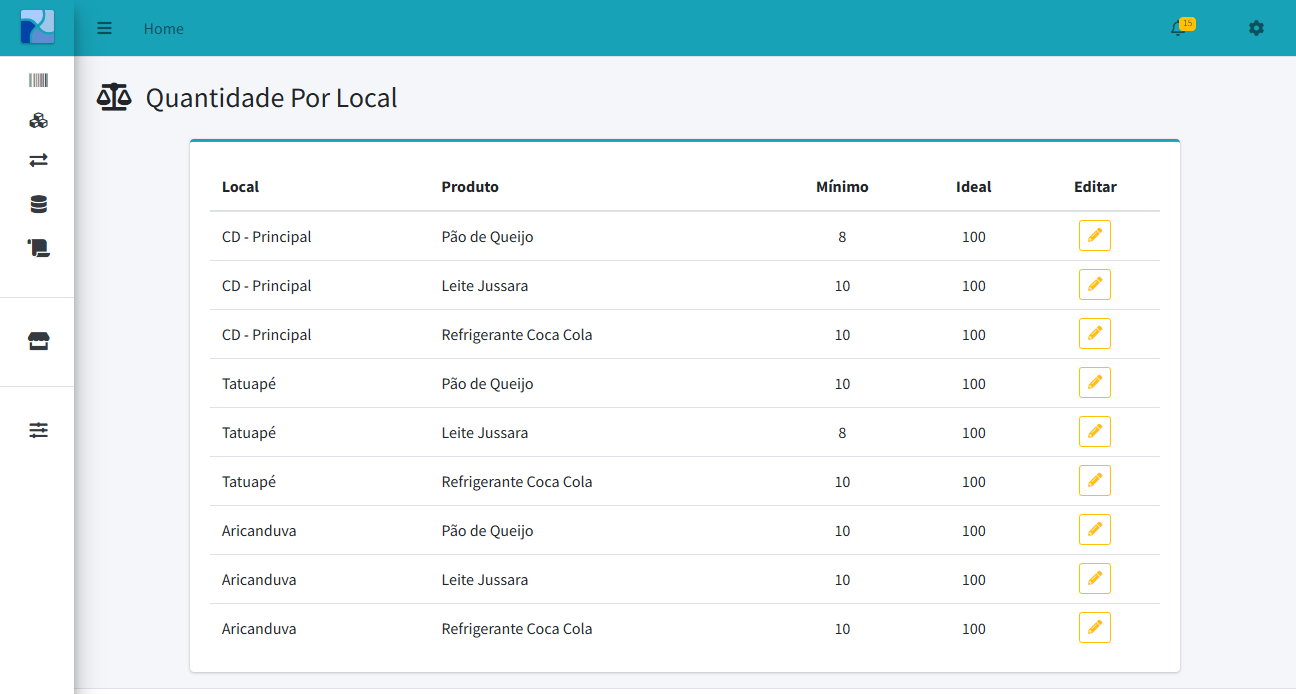 Home
15
Quantidade Por Local
Local Produto Mínimo Ideal Editar
CD - Principal Pão de Queijo 8 100
CD - Principal Leite Jussara 10 100
CD - Principal Refrigerante Coca Cola 10 100
Tatuapé Pão de Queijo 10 100
Tatuapé Leite Jussara 8 100
Tatuapé Refrigerante Coca Cola 10 100
Aricanduva Pão de Queijo 10 100
Aricanduva Leite Jussara 10 100
Aricanduva Refrigerante Coca Cola 10 100